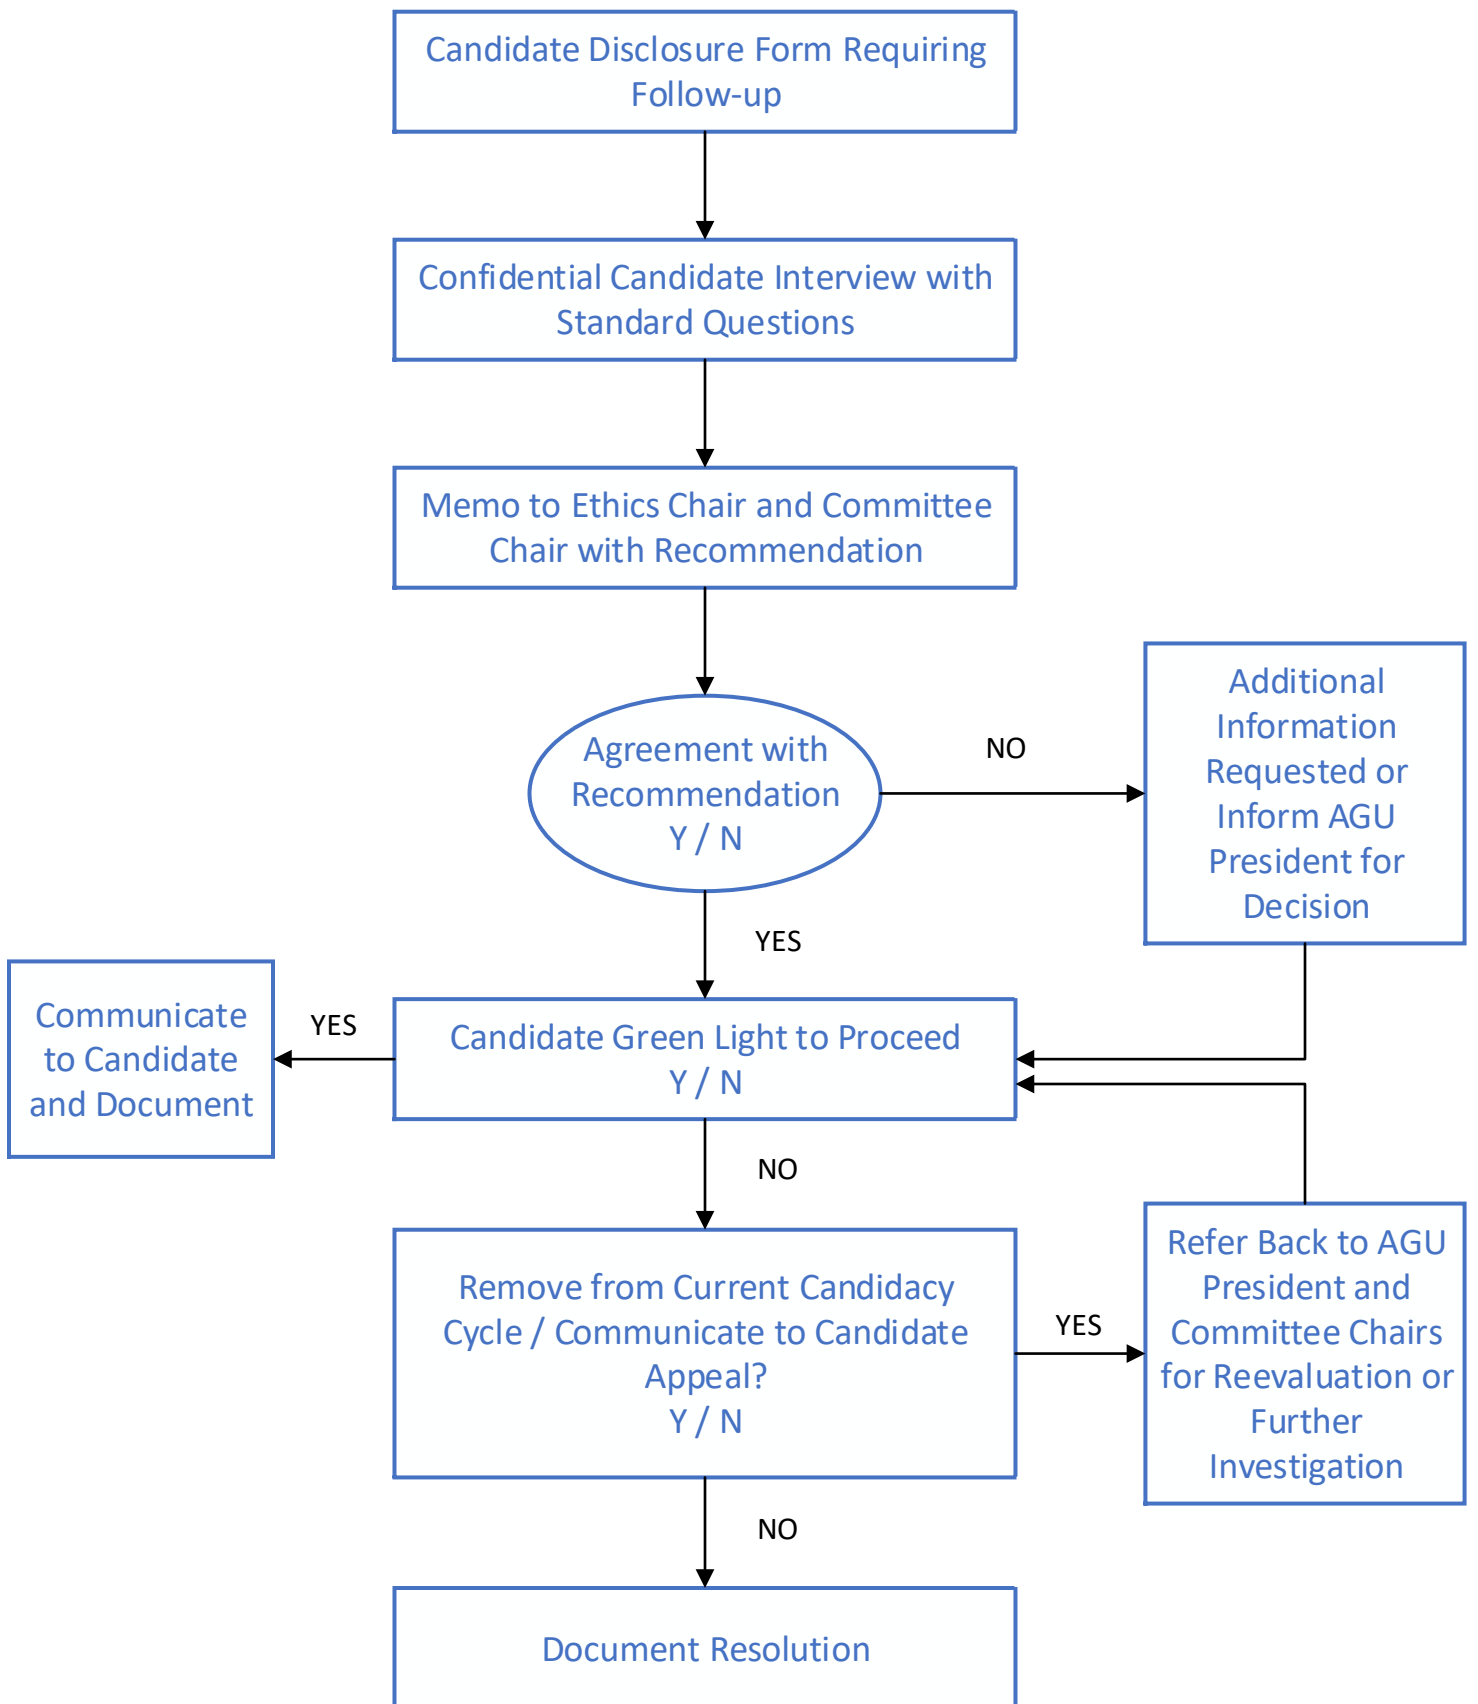 Candidate Disclosure Form Requiring
Follow-up
Confidential Candidate Interview with
Standard Questions
Memo to Ethics Chair and Committee
Chair with Recommendation
Agreement with
Recommendation
Y / N
NO
Additional
Information
Requested or
Inform AGU
President for
Decision
YES
Communicate
to Candidate
and Document
YES
Candidate Green Light to Proceed
Y / N
NO
Remove from Current Candidacy
Cycle / Communicate to Candidate
Appeal?
Y / N
YES
Refer Back to AGU
President and
Committee Chairs
for Reevaluation or
Further
Investigation
NO
Document Resolution